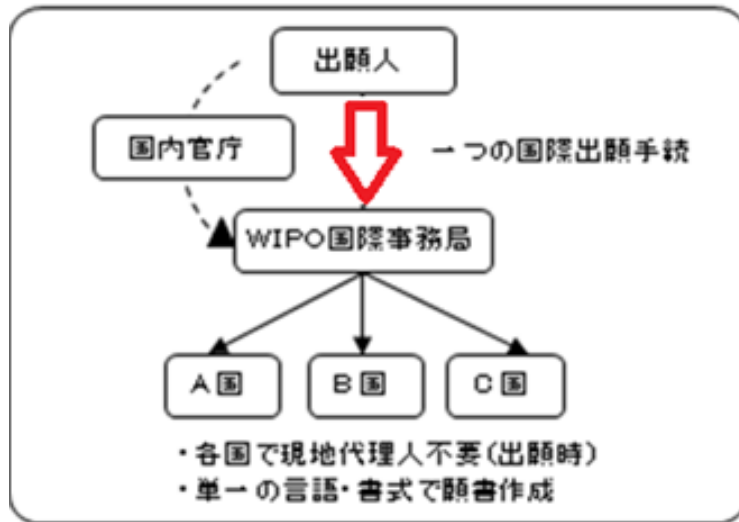 出願人
国内官庁
一つの国際出願手続
WIPO国際事務局
A国
B国
C国
・各国で現地代理人不要(出願時)
・単一の言語・書式で願書作成